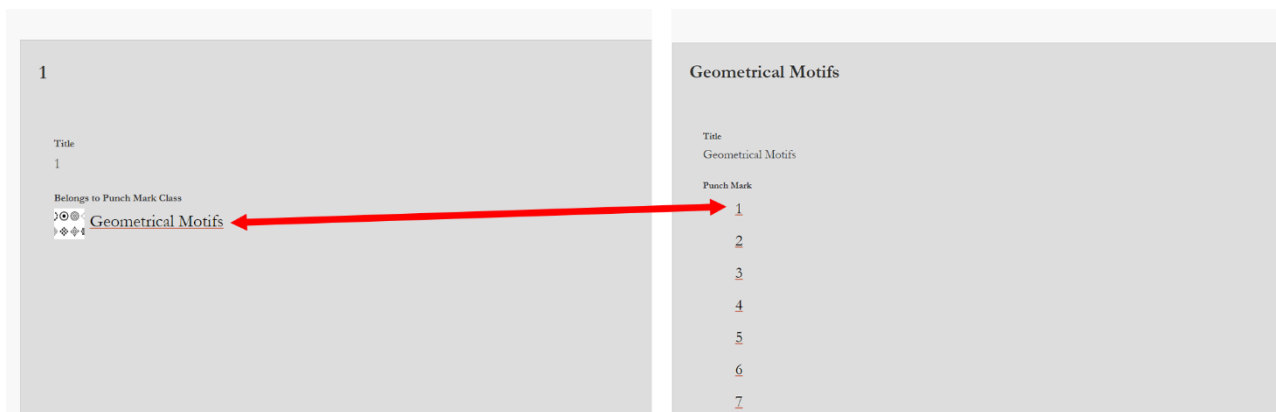 1
Title
1
Belongs to Punch Mark Class
Geometrical Motifs
Geometrical Motifs
Title
Geometrical Motifs
Punch Mark
1
2
3
4
5
6
7